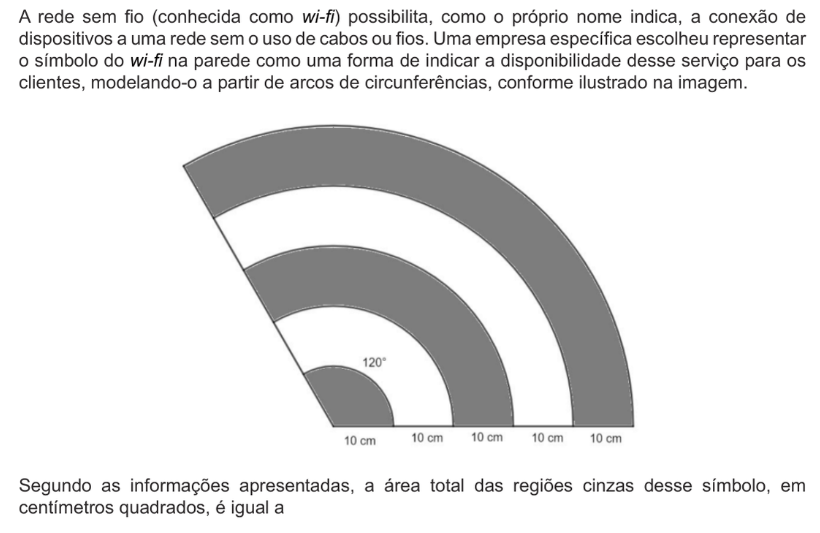 A rede sem fio (conhecida como wi-fi) possibilita, como o próprio nome indica, a conexão de
dispositivos a uma rede sem o uso de cabos ou fios. Uma empresa específica escolheu representar
o símbolo do wi-fi na parede como uma forma de indicar a disponibilidade desse serviço para os
clientes, modelando-o a partir de arcos de circunferências, conforme ilustrado na imagem.
120°
10 cm 10 cm 10 cm 10 cm 10 cm
Segundo as informações apresentadas, a área total das regiões cinzas desse símbolo, em
centímetros quadrados, é igual a